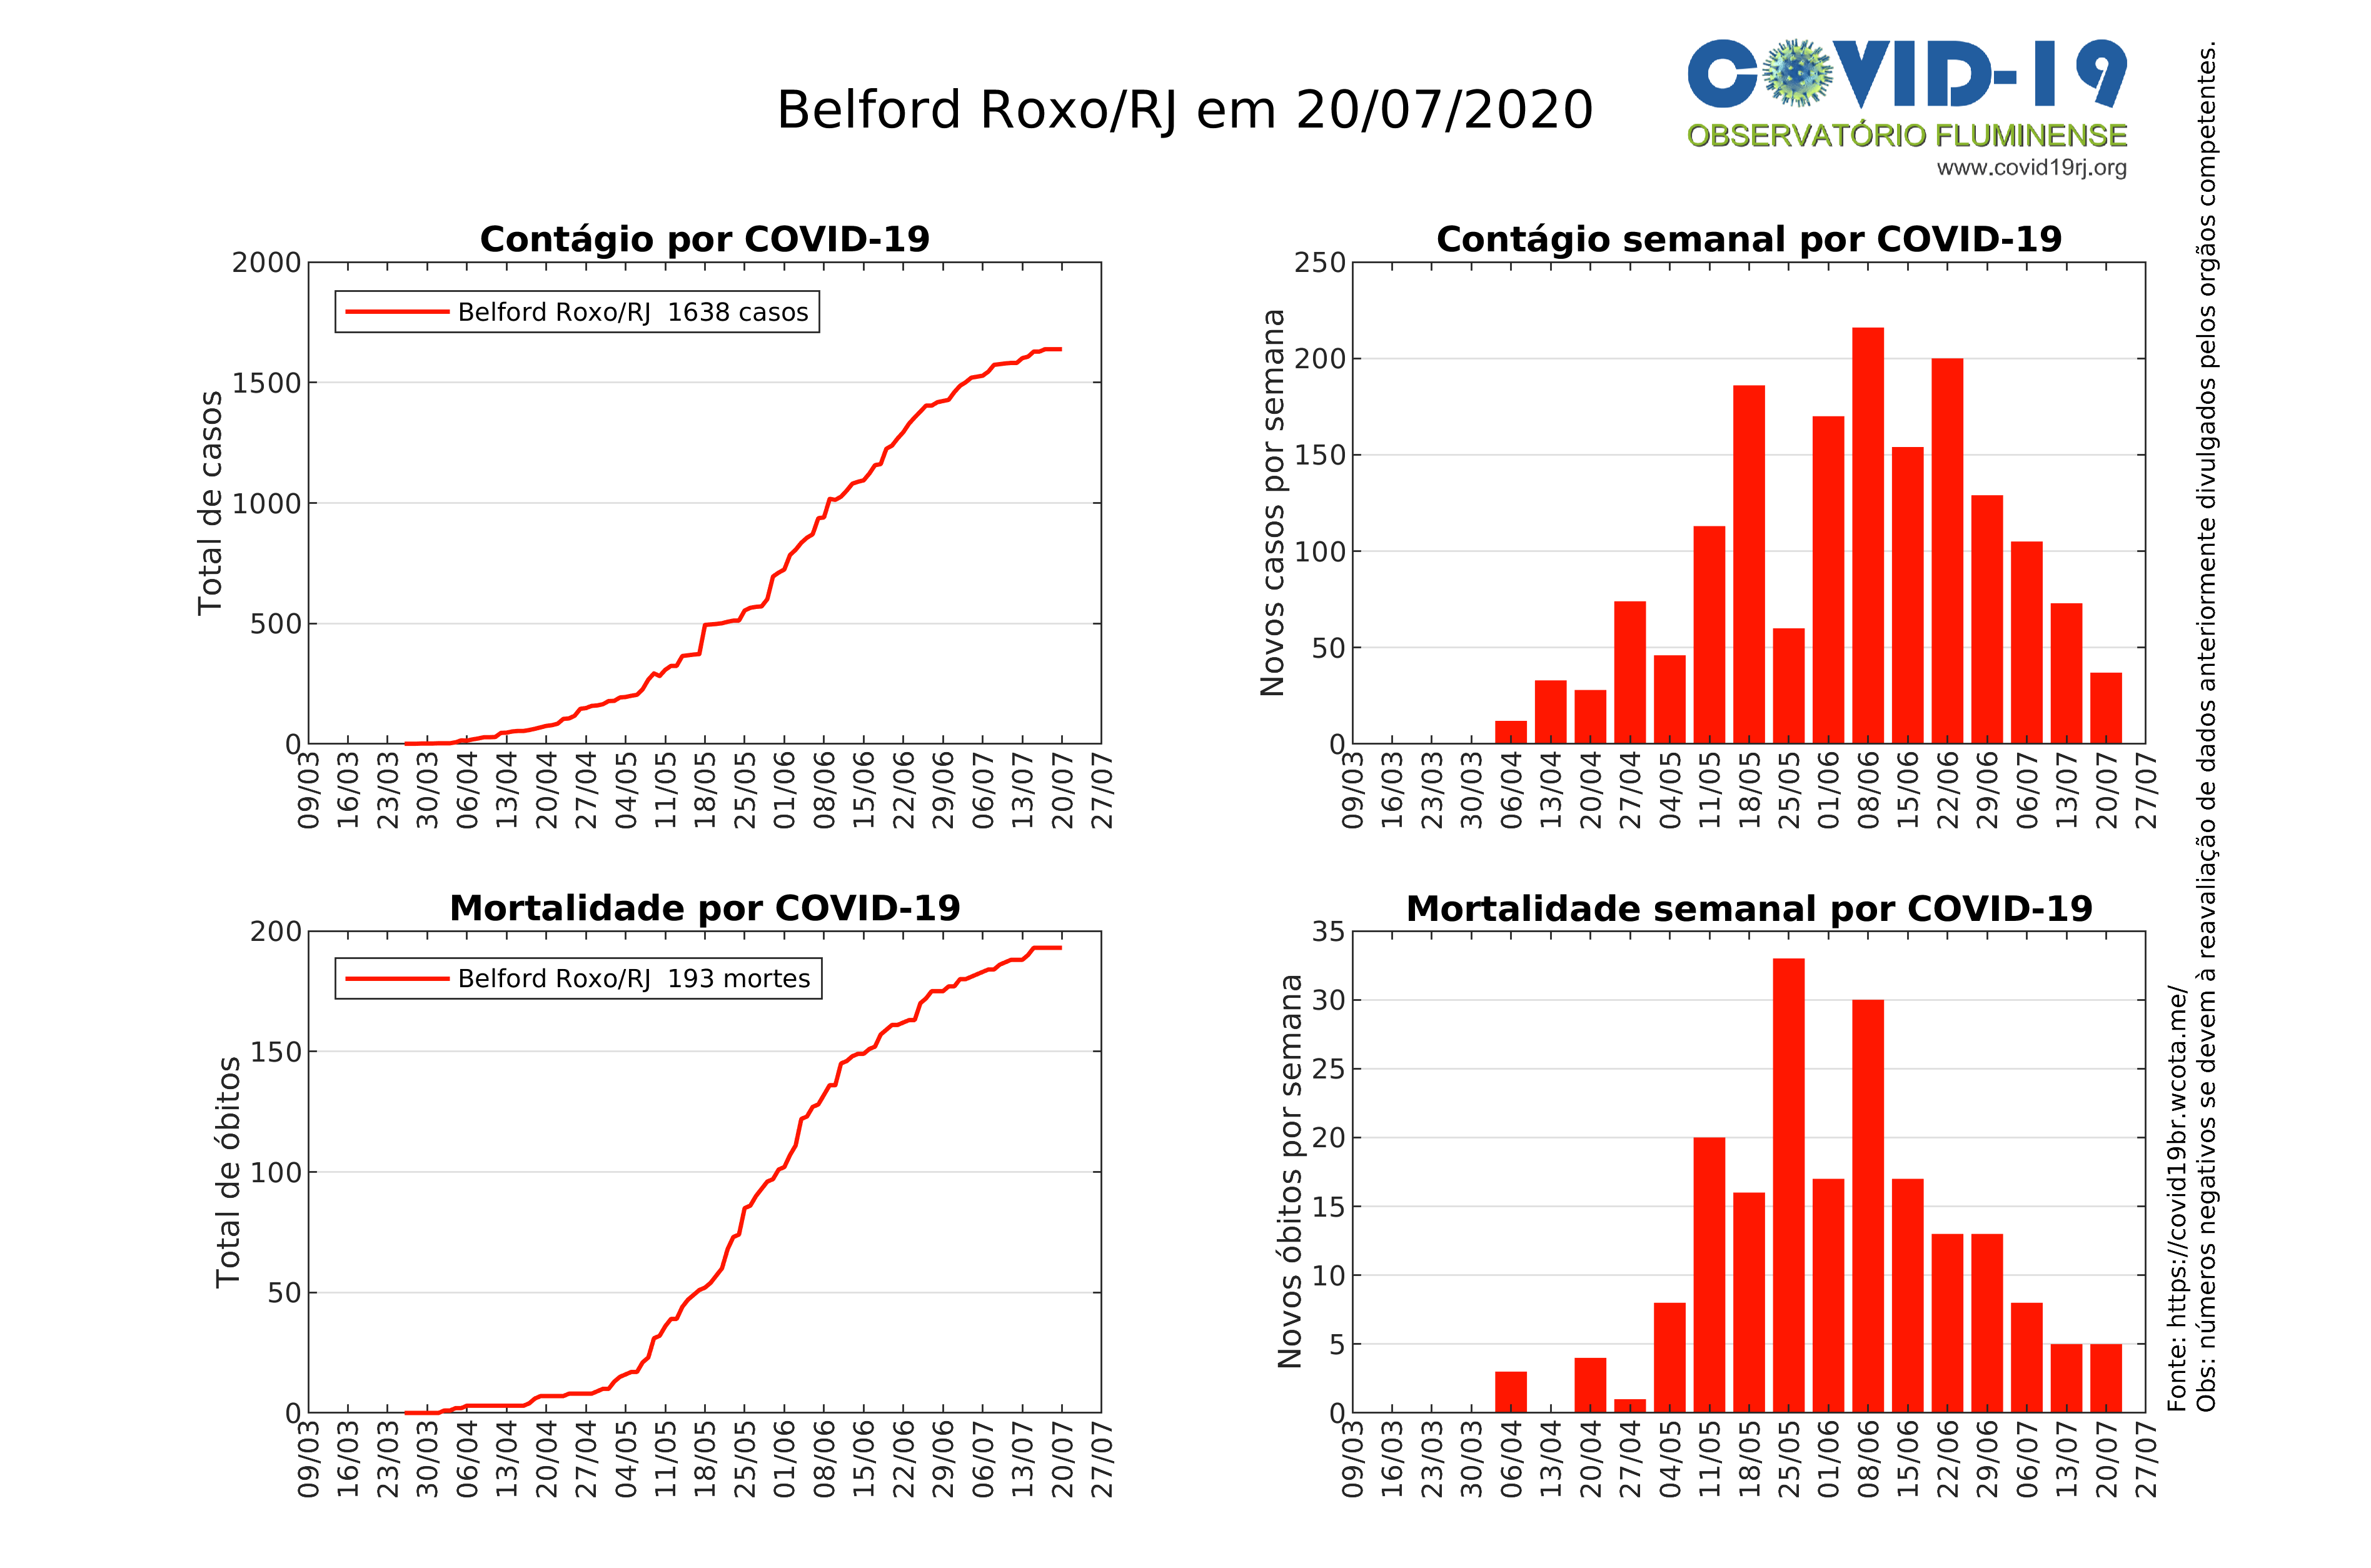 Belford Roxo/RJ em 20/07/2020
COVID-19
OBSERVATÓRIO FLUMINENSE
www.covid19rj.org
Contágio por COVID-19
Total de casos
2000
1500
1000
500
0
Belford Roxo/RJ 1638 casos
09/03 16/03 23/03 30/03 06/04 13/04 20/04 27/04 04/05 11/05 18/05 25/05 01/06 08/06 15/06 22/06 29/06 06/07 13/07 20/07 27/07
Contágio semanal por COVID-19
Novos casos por semana
250
200
150
100
50
0
09/03 16/03 23/03 30/03 06/04 13/04 20/04 27/04 04/05 11/05 18/05 25/05 01/06 08/06 15/06 22/06 29/06 06/07 13/07 20/07 27/07
Mortalidade por COVID-19
Total de óbitos
200
150
100
50
0
Belford Roxo/RJ 193 mortes
09/03 16/03 23/03 30/03 06/04 13/04 20/04 27/04 04/05 11/05 18/05 25/05 01/06 08/06 15/06 22/06 29/06 06/07 13/07 20/07 27/07
Mortalidade semanal por COVID-19
Novos óbitos por semana
35
30
25
20
15
10
5
0
09/03 16/03 23/03 30/03 06/04 13/04 20/04 27/04 04/05 11/05 18/05 25/05 01/06 08/06 15/06 22/06 29/06 06/07 13/07 20/07 27/07
Fonte: https://covid19br.wcota.me/
Obs: números negativos se devem à reavaliação de dados anteriormente divulgados pelos orgãos competentes.